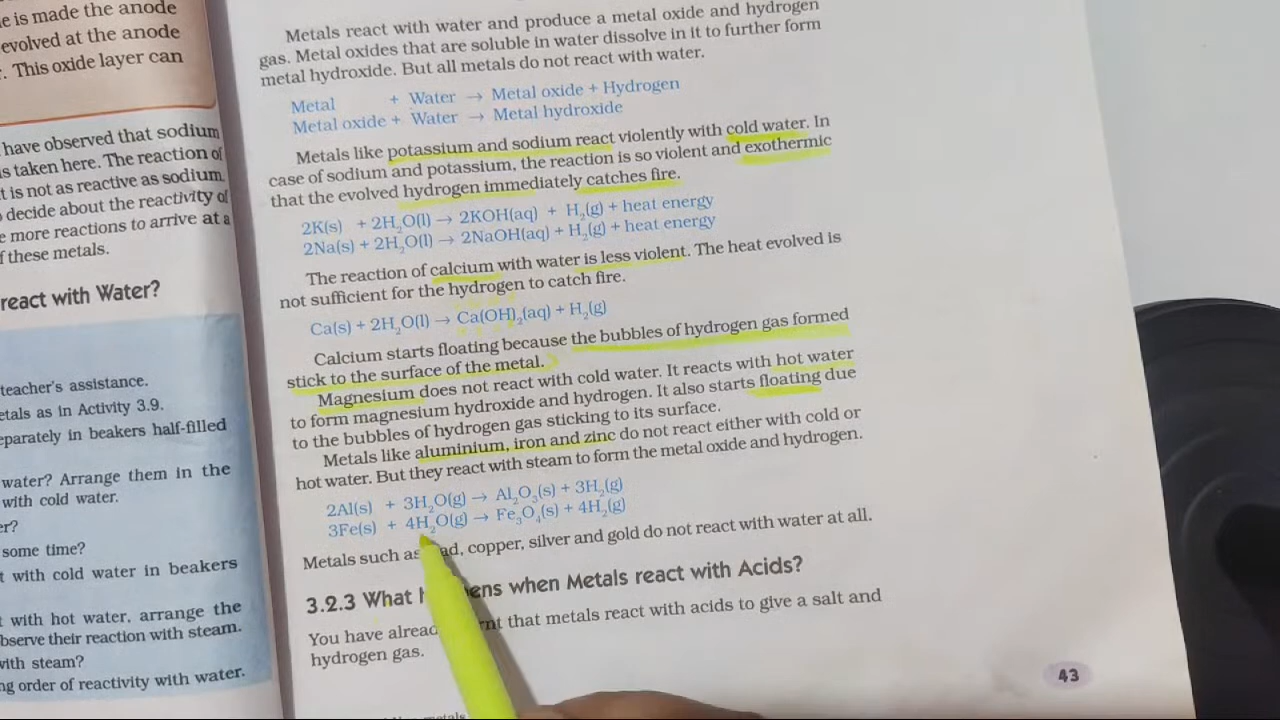 e is made the anode
evolved at the anode
. This oxide layer can
have observed that sodium
is taken here. The reaction of
t is not as reactive as sodium.
decide about the reactivity of
e more reactions to arrive at a
f these metals.
react with Water?
teacher's assistance.
etals as in Activity 3.9.
eparately in beakers half-filled
water? Arrange them in the
with cold water.
er?
some time?
t with cold water in beakers
t with hot water, arrange the
bserve their reaction with steam.
with steam?
ng order of reactivity with water.
Metals react with water and produce a metal oxide and hydrogen
gas. Metal oxides that are soluble in water dissolve in it to further form
metal hydroxide. But all metals do not react with water.
Metal + Water → Metal oxide + Hydrogen
Metal oxide + Water → Metal hydroxide
Metals like potassium and sodium react violently with cold water. In
case of sodium and potassium, the reaction is so violent and exothermic
that the evolved hydrogen immediately catches fire.
2K(s) + 2H₂O(l) → 2KOH(aq) + H₂(g) + heat energy
2Na(s) + 2H₂O(l) → 2NaOH(aq) + H₂(g) + heat energy
The reaction of calcium with water is less violent. The heat evolved is
not sufficient for the hydrogen to catch fire.
Ca(s) + 2H₂O(l) → Ca(OH)₂(aq) + H₂(g)
Calcium starts floating because the bubbles of hydrogen gas formed
stick to the surface of the metal.
Magnesium does not react with cold water. It reacts with hot water
to form magnesium hydroxide and hydrogen. It also starts floating due
to the bubbles of hydrogen gas sticking to its surface.
Metals like aluminium, iron and zinc do not react either with cold or
hot water. But they react with steam to form the metal oxide and hydrogen.
2Al(s) + 3H₂O(g) → Al₂O₃(s) + 3H₂(g)
3Fe(s) + 4H₂O(g) → Fe₃O₄(s) + 4H₂(g)
Metals such as ad, copper, silver and gold do not react with water at all.
3.2.3 What h ens when Metals react with Acids?
You have alread rnt that metals react with acids to give a salt and
hydrogen gas.
43